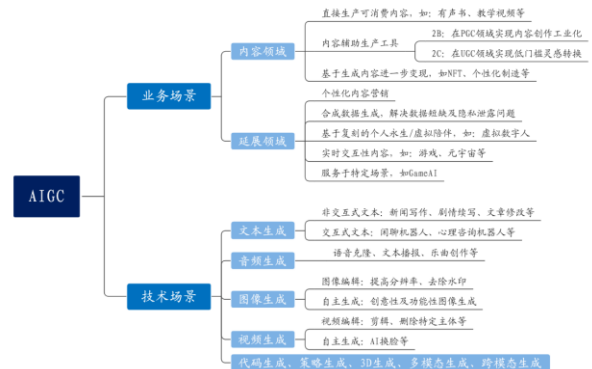 AIGC
业务场景
内容领域
直接生产可消费内容，如：有声书、教学视频等
内容辅助生产工具
2B：在PGC领域实现内容创作工业化
2C：在UGC领域实现低门槛灵感转换
基于生成内容进一步变现，如NFT、个性化制造等
延展领域
个性化内容营销
合成数据生成、解决数据短缺及隐私泄露问题
基于复刻的个人永生/虚拟陪伴，如：虚拟数字人
实时交互性内容，如：游戏、元宇宙等
服务于特定场景，如GameAI
技术场景
文本生成
非交互式文本：新闻写作、剧情续写、文章修改等
交互式文本：闲聊机器人、心理咨询机器人等
音频生成
语音克隆、文本播报、乐曲创作等
图像生成
图像编辑：提高分辨率、去除水印
自主生成：创意性及功能性图像生成
视频生成
视频编辑：剪辑、删除特定主体等
自主生成：AI换脸等
代码生成、策略生成、3D生成、多模态生成、跨模态生成